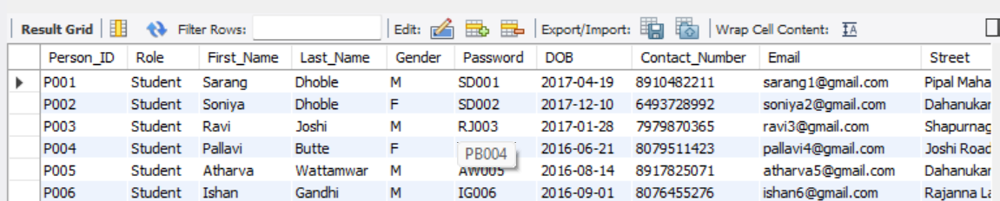 Result Grid Filter Rows: Edit: Export/Import: Wrap Cell Content: IA
Person_ID Role First_Name Last_Name Gender Password DOB Contact_Number Email Street
P001 Student Sarang Dhoble M SD001 2017-04-19 8910482211 sarang1@gmail.com Pipal Maha
P002 Student Soniya Dhoble F SD002 2017-12-10 6493728992 soniya2@gmail.com Dahanukar
P003 Student Ravi Joshi M RJ003 2017-01-28 7979870365 ravi3@gmail.com Shapurnag
P004 Student Pallavi Butte F PB004 2016-06-21 8079511423 pallavi4@gmail.com Joshi Road
P005 Student Atharva Wattamwar M AW005 2016-08-14 8917825071 atharva5@gmail.com Dahanukar
P006 Student Ishan Gandhi M IG006 2016-09-01 8076455276 ishan6@gmail.com Rajanna La